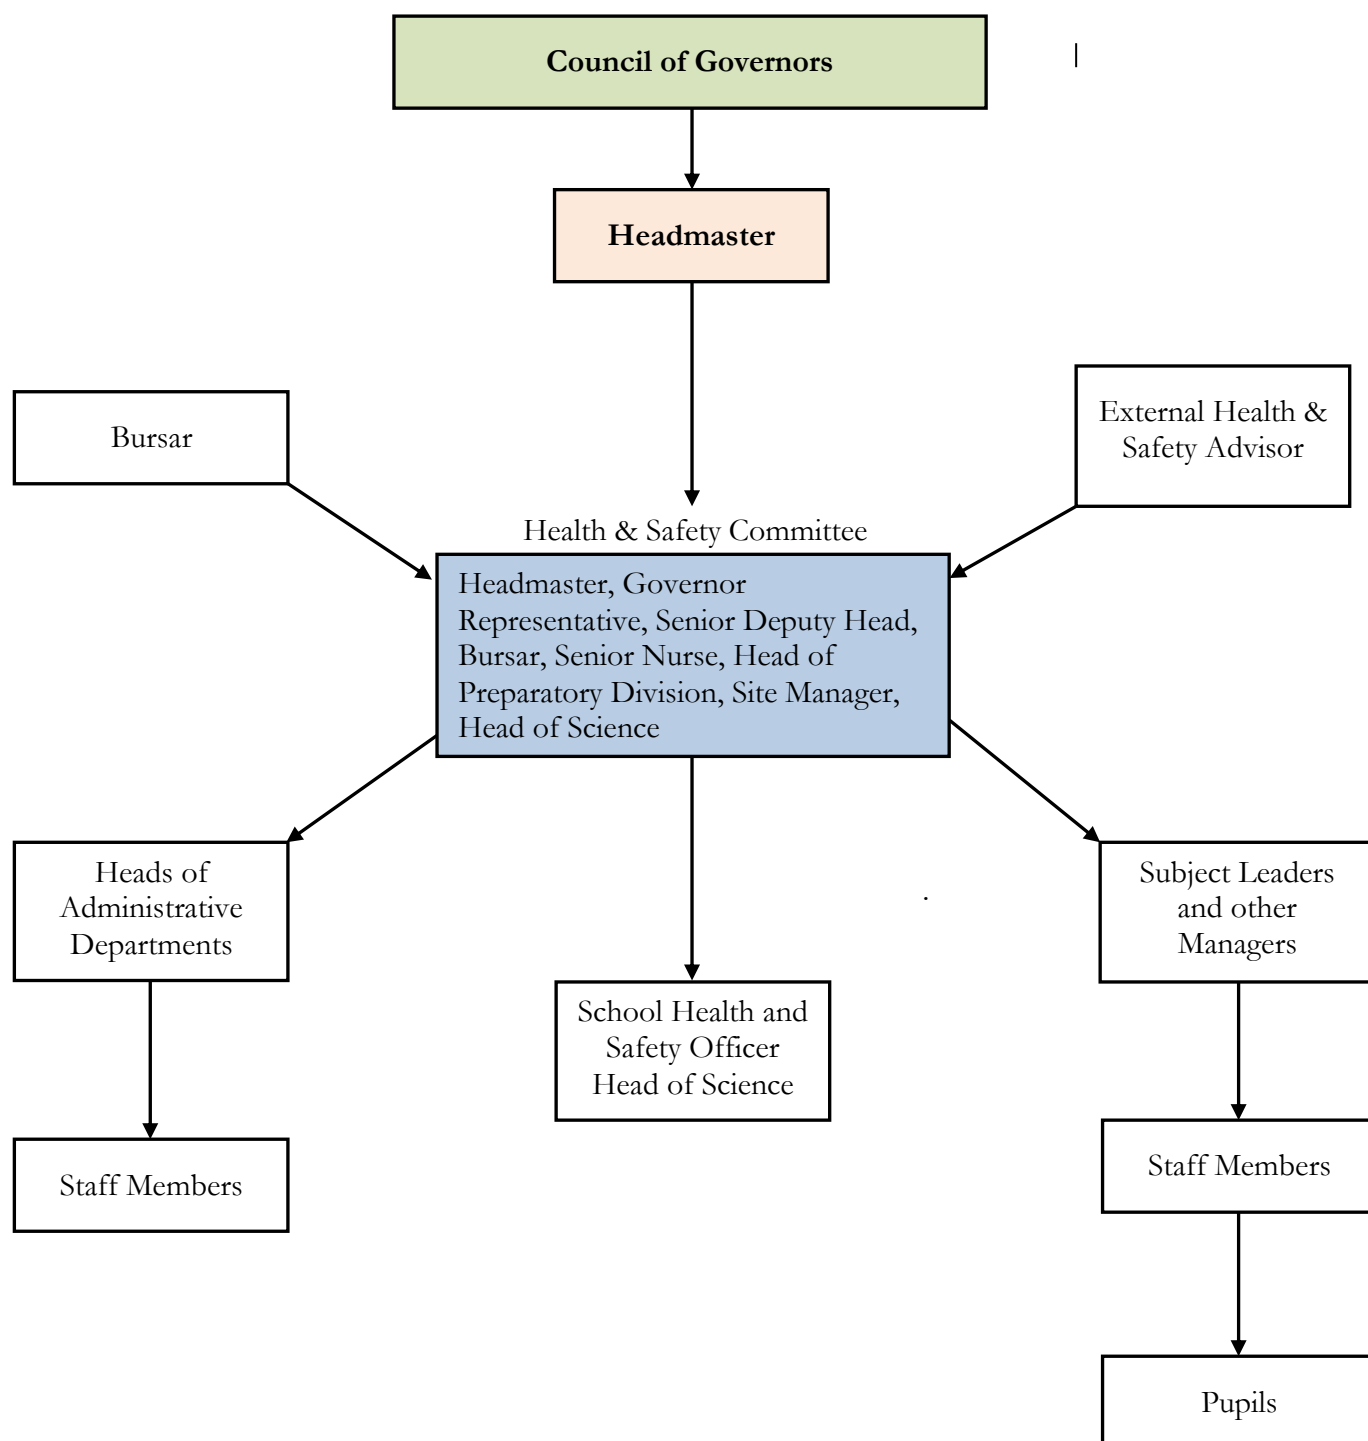 Council of Governors
Headmaster
Bursar
External Health &
Safety Advisor
Health & Safety Committee
Headmaster, Governor
Representative, Senior Deputy Head,
Bursar, Senior Nurse, Head of
Preparatory Division, Site Manager,
Head of Science
Heads of
Administrative
Departments
Subject Leaders
and other
Managers
School Health and
Safety Officer
Head of Science
Staff Members
Staff Members
Pupils